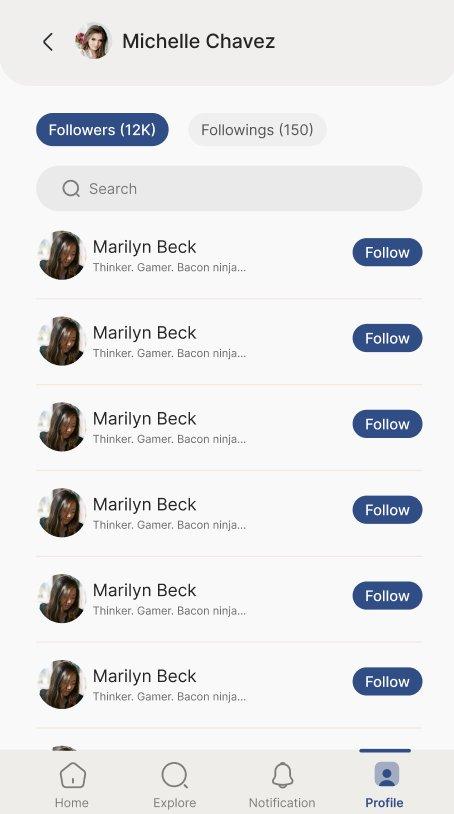 Michelle Chavez
Followers (12K) Followings (150)
Search
Marilyn Beck
Thinker. Gamer. Bacon ninja...
Follow
Marilyn Beck
Thinker. Gamer. Bacon ninja...
Follow
Marilyn Beck
Thinker. Gamer. Bacon ninja...
Follow
Marilyn Beck
Thinker. Gamer. Bacon ninja...
Follow
Marilyn Beck
Thinker. Gamer. Bacon ninja...
Follow
Marilyn Beck
Thinker. Gamer. Bacon ninja...
Follow
Home Explore Notification Profile